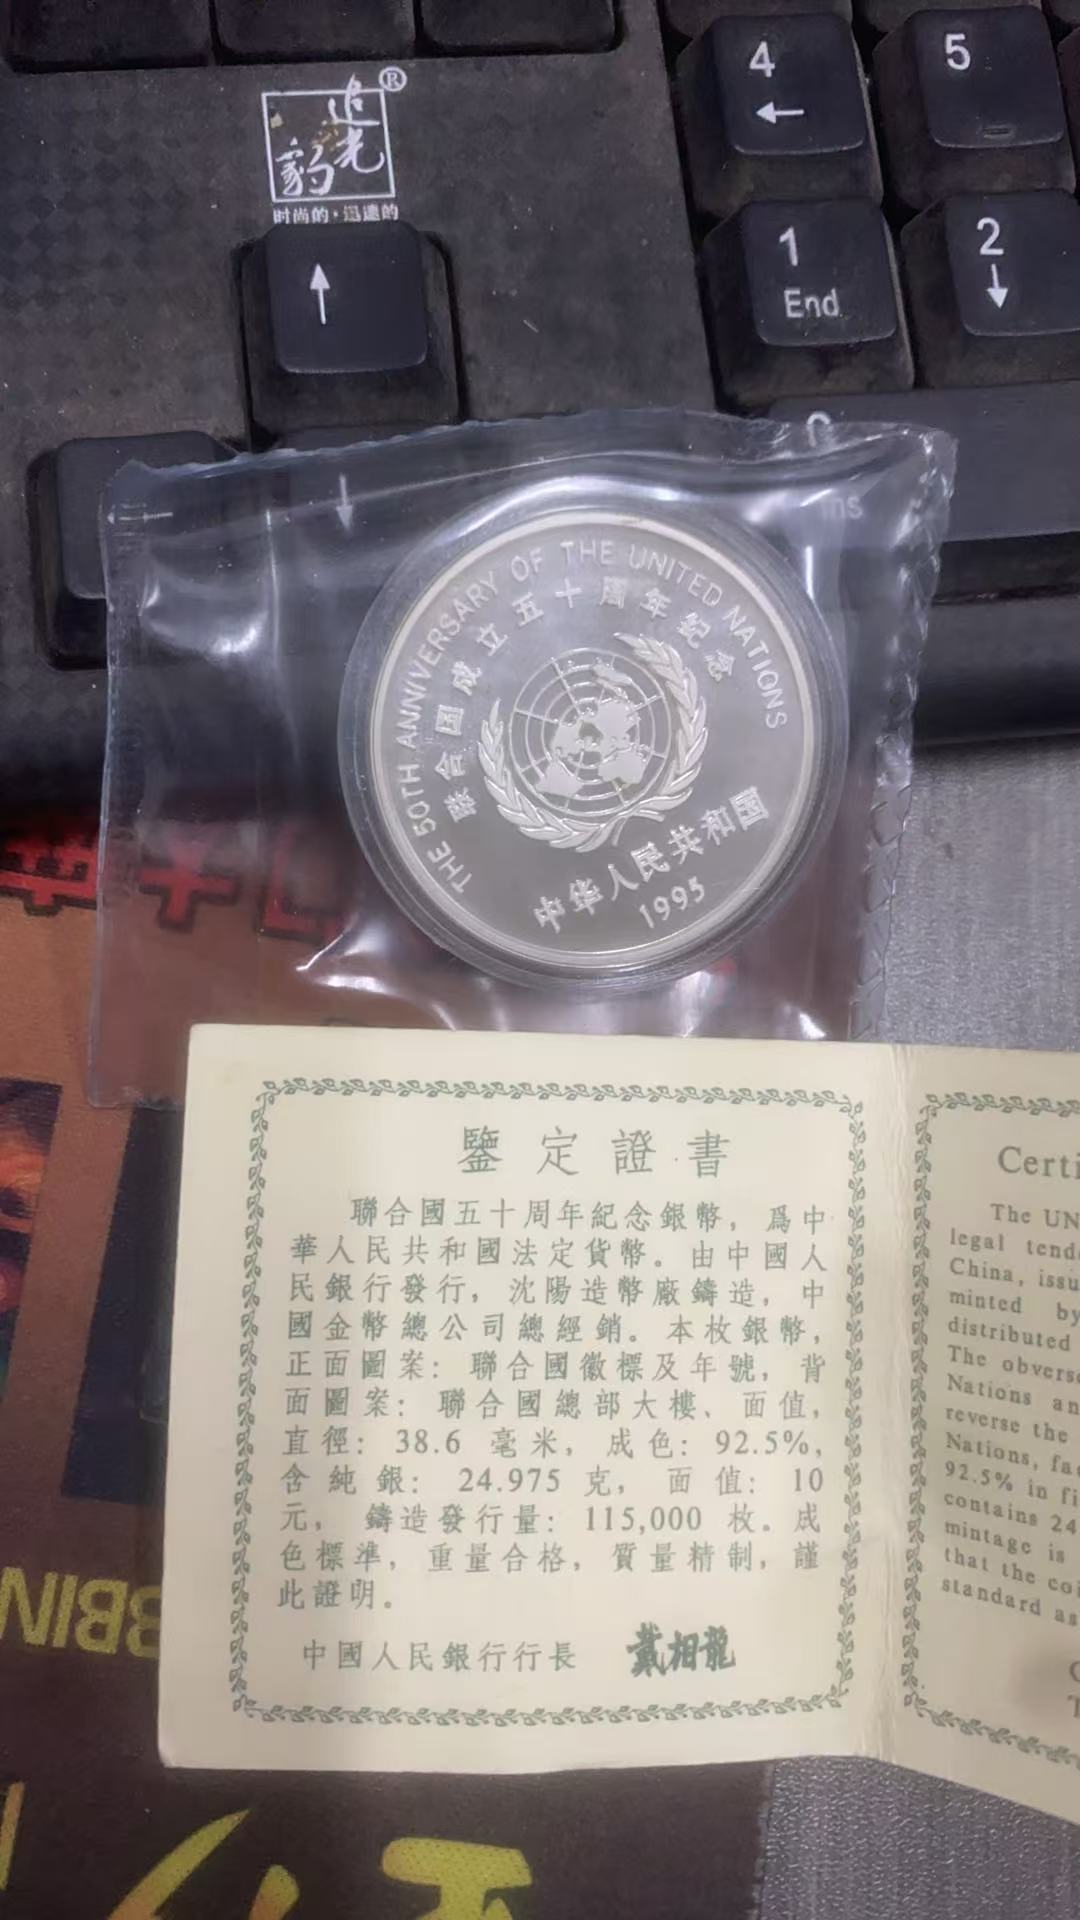 追光豹®
时尚的·迅速的
4
←
5
1
End
2
↓
↑
↓
←
THE 50TH ANNIVERSARY OF THE UNITED NATIONS
联合国成立五十周年纪念
中华人民共和国
1995
鑒定證書
聯合國五十周年紀念銀幣，爲中
華人民共和國法定貨幣。由中國人
民銀行發行，沈陽造幣廠鑄造，中
國金幣總公司總經銷。本枚銀幣，
正面圖案：聯合國徽標及年號，背
面圖案：聯合國總部大樓、面值，
直徑：38.6 毫米，成色：92.5%，
含純銀：24.975 克，面值：10
元，鑄造發行量：115,000 枚。成
色標準，重量合格，質量精制，謹
此證明。
中國人民銀行行長 戴相龍
Certi
The UN
legal tend
China, issu
minted by
distributed
The obvers
Nations an
reverse the
Nations, fa
92.5% in fi
contains 24
mintage is
that the coi
standard as